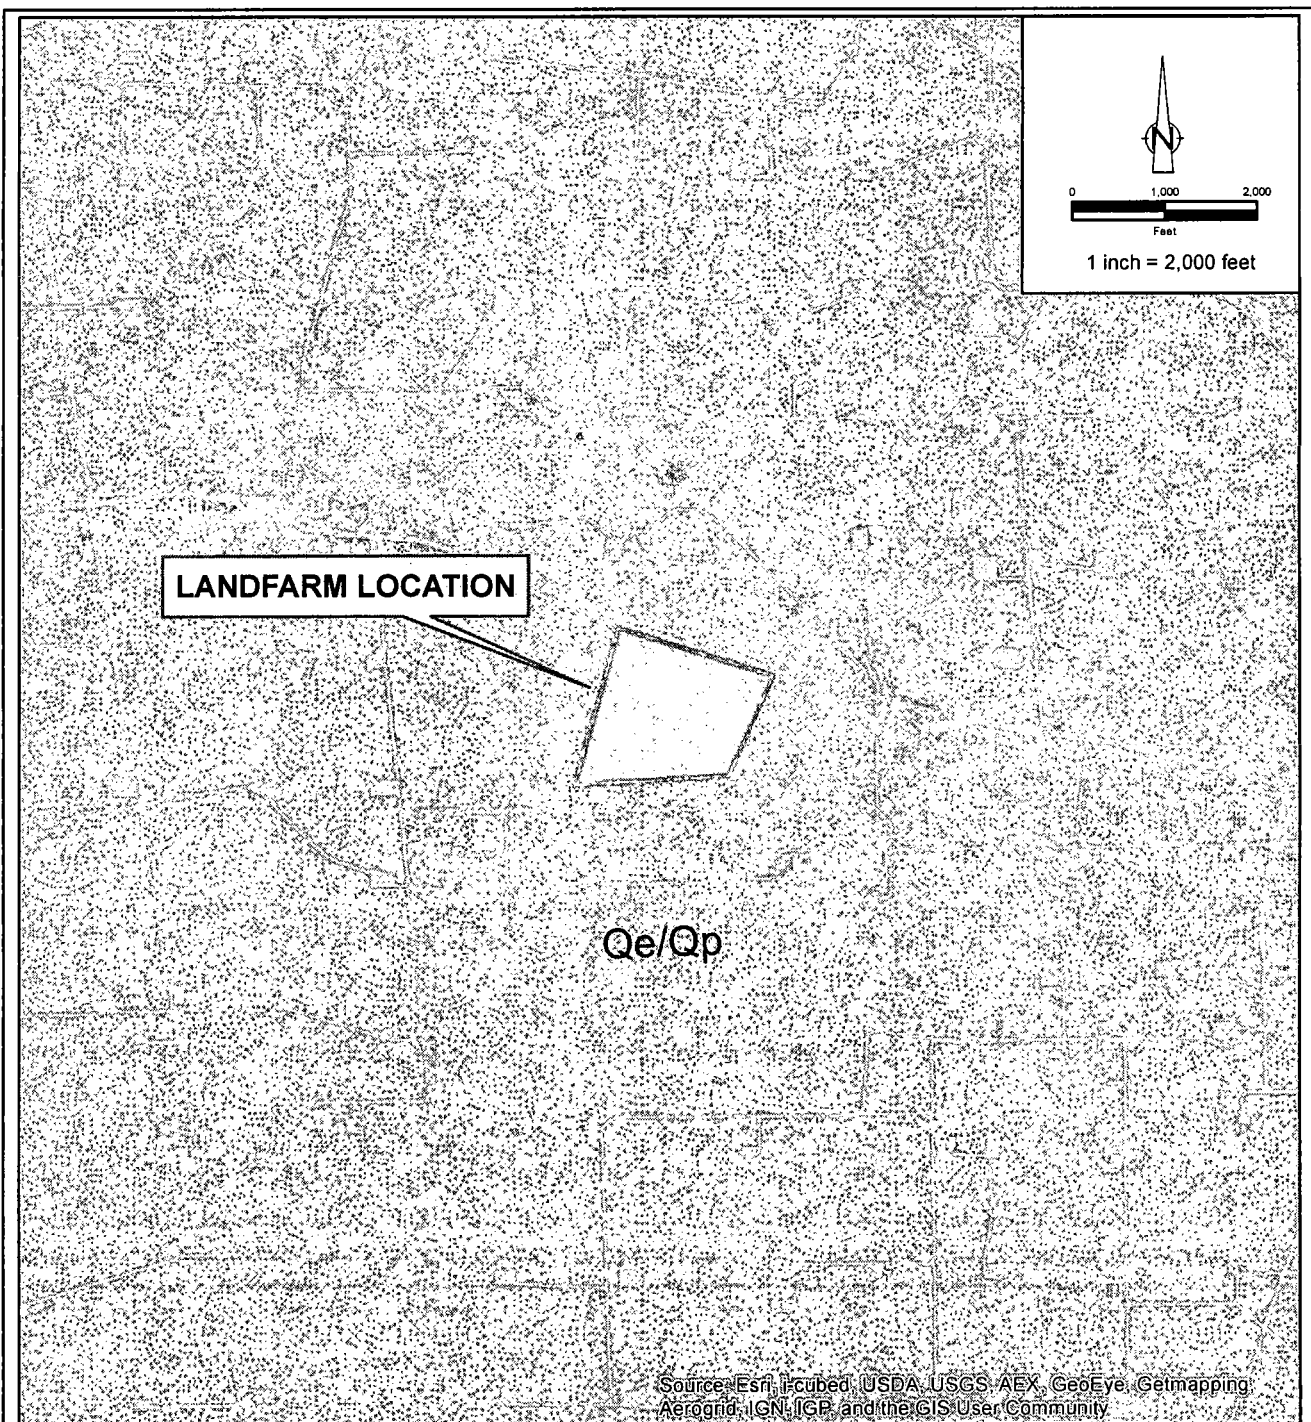 N
0 1,000 2,000
Feet
1 inch = 2,000 feet
LANDFARM LOCATION
Qe/Qp
Source: Esri, i-cubed, USDA, USGS, AEX, GeoEye, Getmapping,
Aerogrid, IGN, IGP, and the GIS User Community